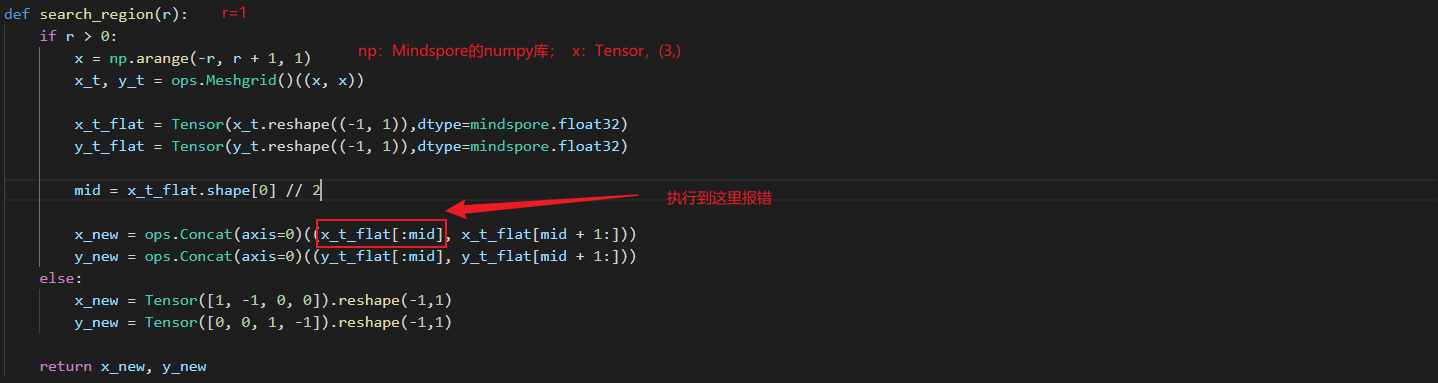 def search_region(r): r=1
    if r > 0:
        x = np.arange(-r, r + 1, 1) np：Mindspore的numpy库； x：Tensor，(3,)
        x_t, y_t = ops.Meshgrid()((x, x))
        x_t_flat = Tensor(x_t.reshape((-1, 1)),dtype=mindspore.float32)
        y_t_flat = Tensor(y_t.reshape((-1, 1)),dtype=mindspore.float32)
        mid = x_t_flat.shape[0] // 2
执行到这里报错
        x_new = ops.Concat(axis=0)((x_t_flat[:mid], x_t_flat[mid + 1:]))
        y_new = ops.Concat(axis=0)((y_t_flat[:mid], y_t_flat[mid + 1:]))
    else:
        x_new = Tensor([1, -1, 0, 0]).reshape(-1,1)
        y_new = Tensor([0, 0, 1, -1]).reshape(-1,1)
    return x_new, y_new